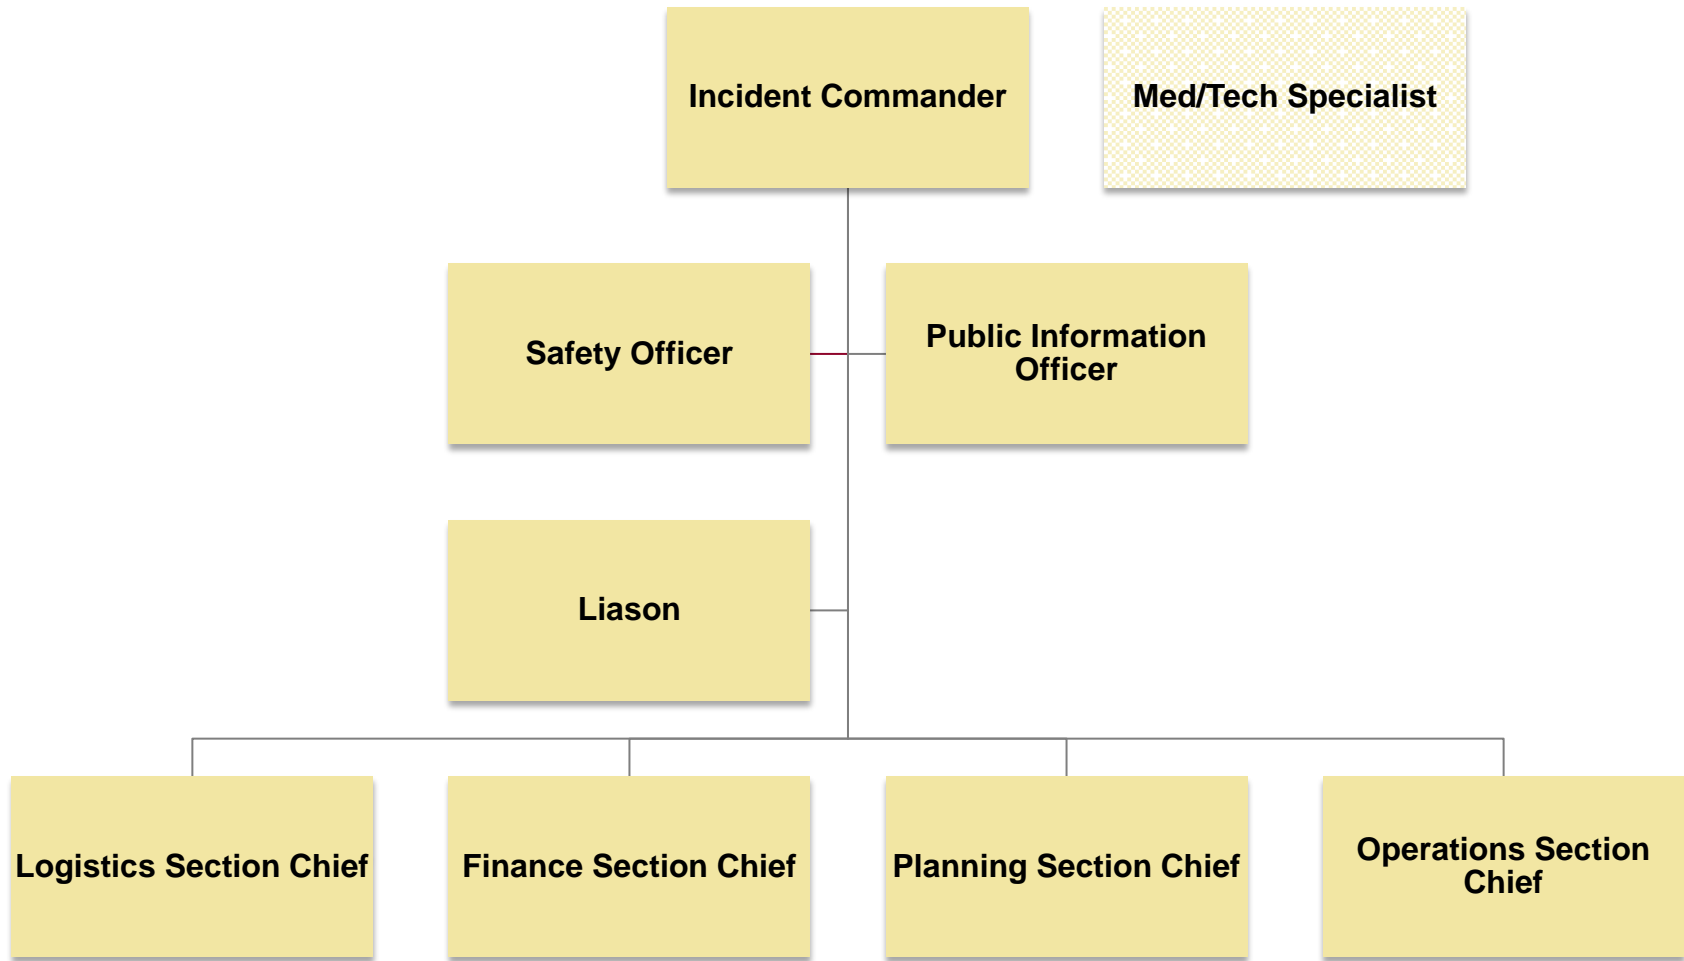 Incident Commander
Med/Tech Specialist
Safety Officer
Public Information
Officer
Liason
Logistics Section Chief
Finance Section Chief
Planning Section Chief
Operations Section
Chief